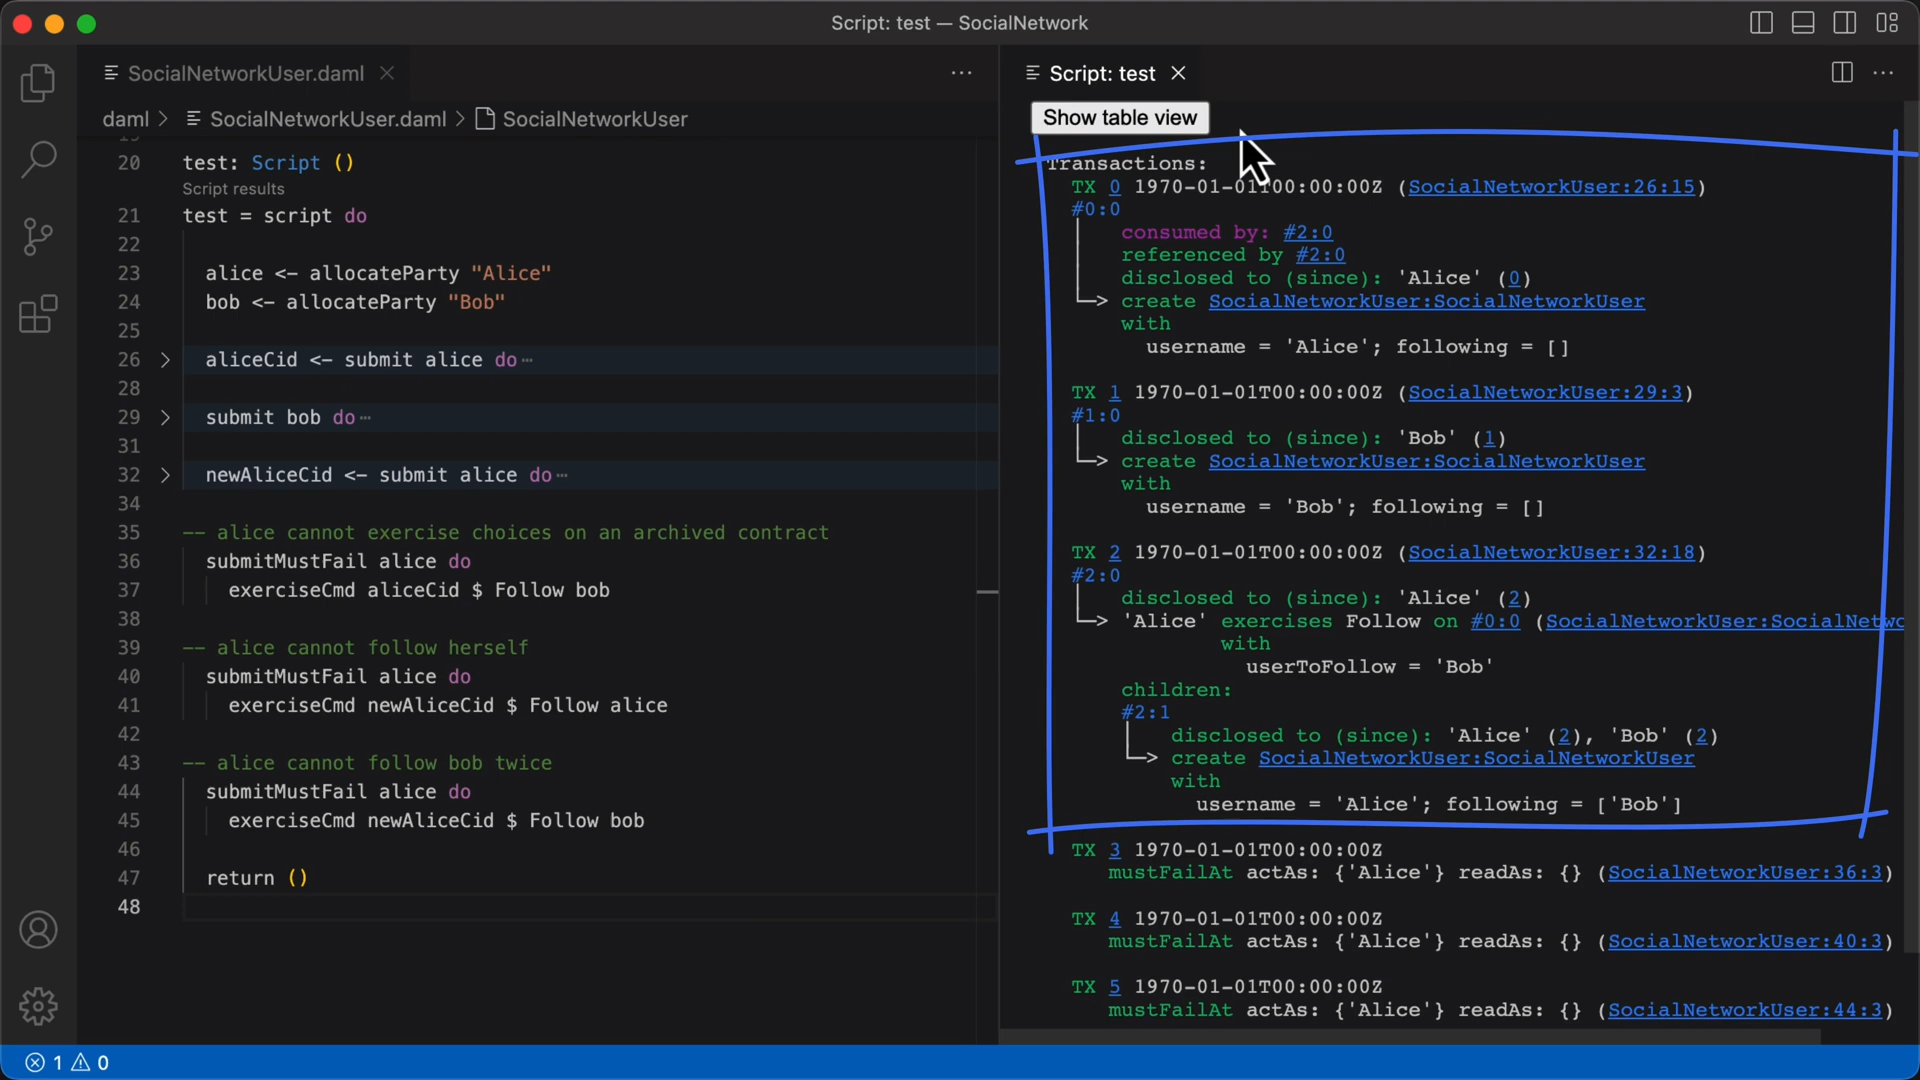 Script: test — SocialNetwork
SocialNetworkUser.daml
daml > SocialNetworkUser.daml > SocialNetworkUser
20 test: Script ()
Script results
21 test = script do
22
23 alice <- allocateParty "Alice"
24 bob <- allocateParty "Bob"
25
26 > aliceCid <- submit alice do⋯
28
29 > submit bob do⋯
31
32 > newAliceCid <- submit alice do⋯
34
35 -- alice cannot exercise choices on an archived contract
36 submitMustFail alice do
37 exerciseCmd aliceCid $ Follow bob
38
39 -- alice cannot follow herself
40 submitMustFail alice do
41 exerciseCmd newAliceCid $ Follow alice
42
43 -- alice cannot follow bob twice
44 submitMustFail alice do
45 exerciseCmd newAliceCid $ Follow bob
46
47 return ()
48
Script: test
Show table view
Transactions:
TX 0 1970-01-01T00:00:00Z (SocialNetworkUser:26:15)
#0:0
consumed by: #2:0
referenced by #2:0
disclosed to (since): 'Alice' (0)
└─> create SocialNetworkUser:SocialNetworkUser
with
username = 'Alice'; following = []
TX 1 1970-01-01T00:00:00Z (SocialNetworkUser:29:3)
#1:0
disclosed to (since): 'Bob' (1)
└─> create SocialNetworkUser:SocialNetworkUser
with
username = 'Bob'; following = []
TX 2 1970-01-01T00:00:00Z (SocialNetworkUser:32:18)
#2:0
disclosed to (since): 'Alice' (2)
└─> 'Alice' exercises Follow on #0:0 (SocialNetworkUser:SocialNetwo
with
userToFollow = 'Bob'
children:
#2:1
disclosed to (since): 'Alice' (2), 'Bob' (2)
└─> create SocialNetworkUser:SocialNetworkUser
with
username = 'Alice'; following = ['Bob']
TX 3 1970-01-01T00:00:00Z
mustFailAt actAs: {'Alice'} readAs: {} (SocialNetworkUser:36:3)
TX 4 1970-01-01T00:00:00Z
mustFailAt actAs: {'Alice'} readAs: {} (SocialNetworkUser:40:3)
TX 5 1970-01-01T00:00:00Z
mustFailAt actAs: {'Alice'} readAs: {} (SocialNetworkUser:44:3)
1 0